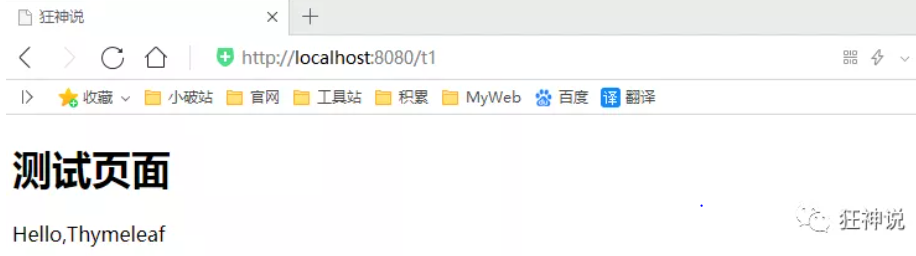 狂神说
http://localhost:8080/t1
收藏 小破站 官网 工具站 积累 MyWeb 百度 译 翻译
测试页面
Hello,Thymeleaf
狂神说